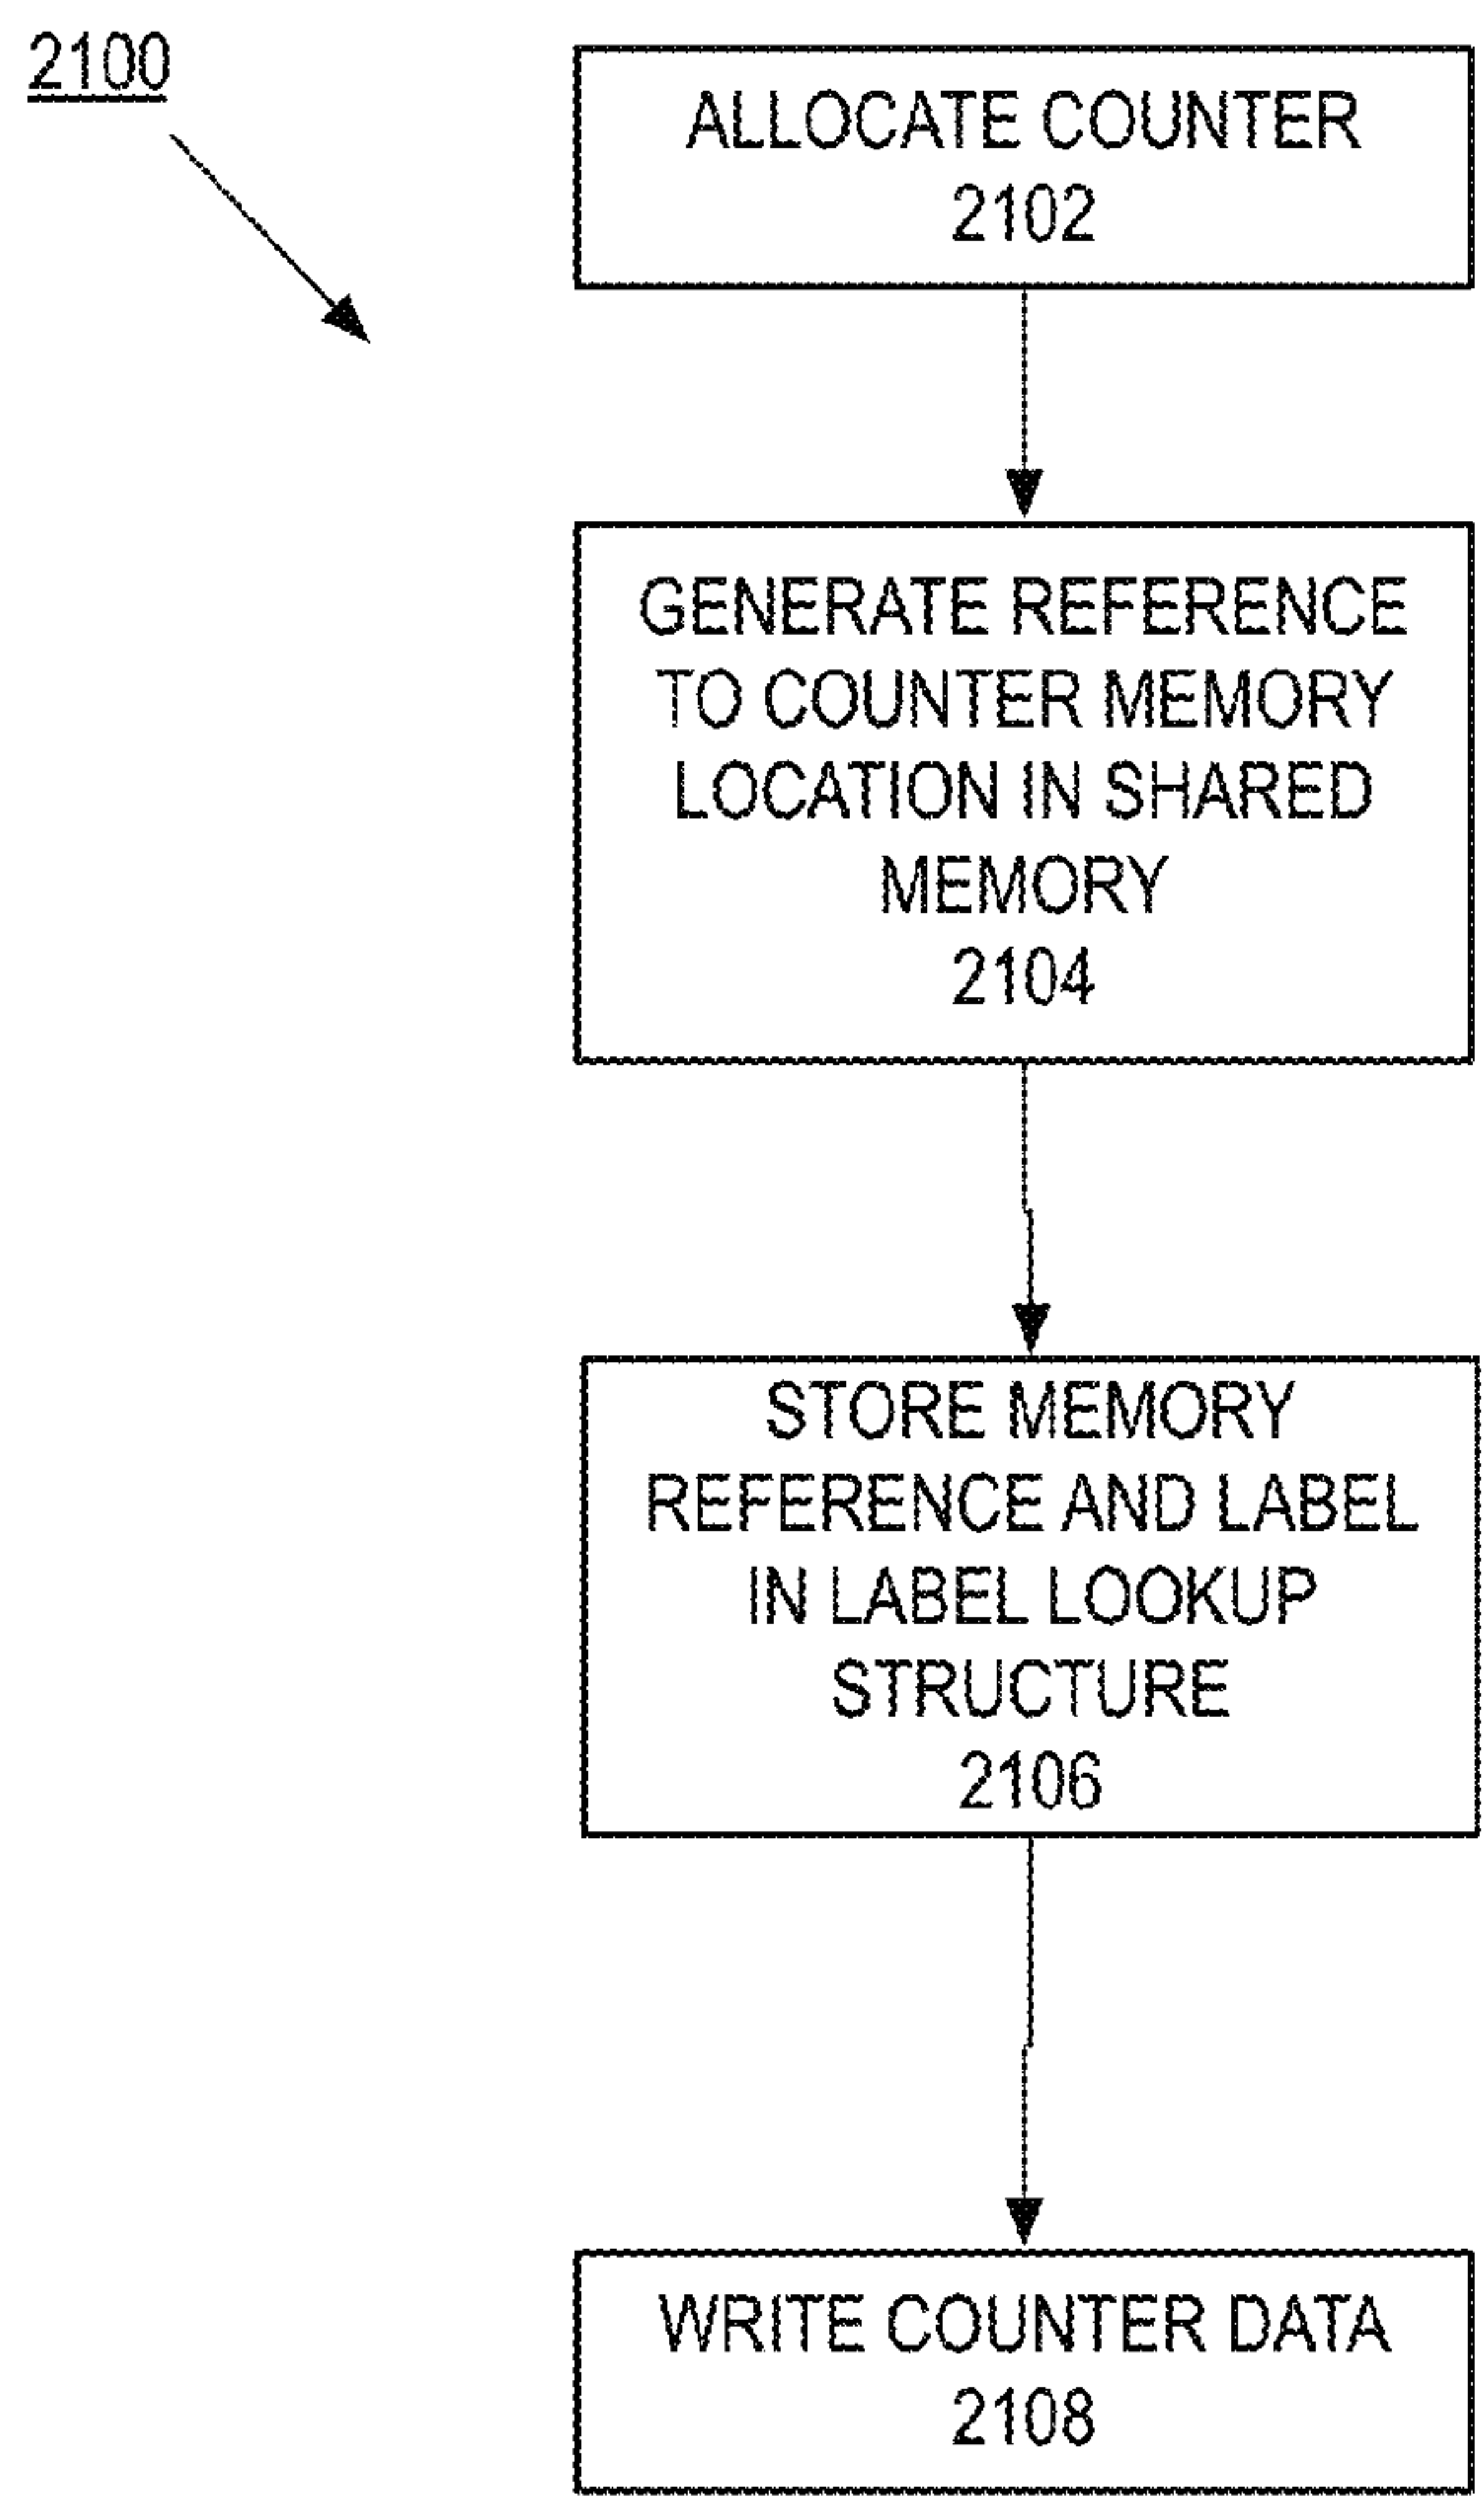 2100
ALLOCATE COUNTER
2102
GENERATE REFERENCE
TO COUNTER MEMORY
LOCATION IN SHARED
MEMORY
2104
STORE MEMORY
REFERENCE AND LABEL
IN LABEL LOOKUP
STRUCTURE
2106
WRITE COUNTER DATA
2108